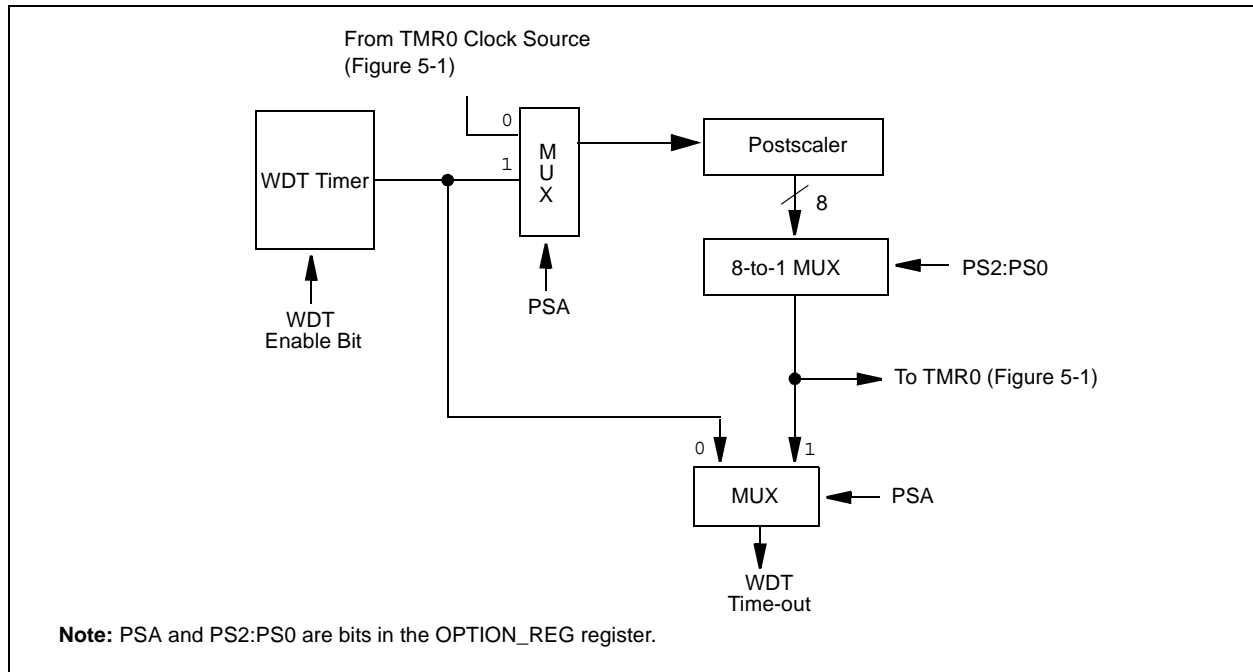 From TMR0 Clock Source
(Figure 5-1)
0
1
M
U
X
WDT Timer
Postscaler
8
8-to-1 MUX
PS2:PS0
PSA
WDT
Enable Bit
To TMR0 (Figure 5-1)
0
1
MUX
PSA
WDT
Time-out
Note: PSA and PS2:PS0 are bits in the OPTION_REG register.